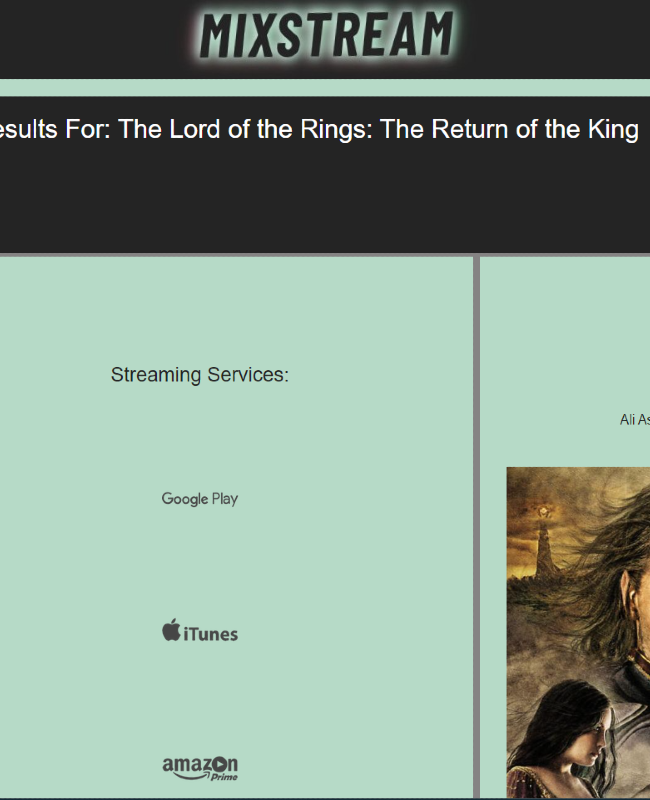 MIXSTREAM
esults For: The Lord of the Rings: The Return of the King
Streaming Services:
Ali As
Google Play
iTunes
amazon
Prime